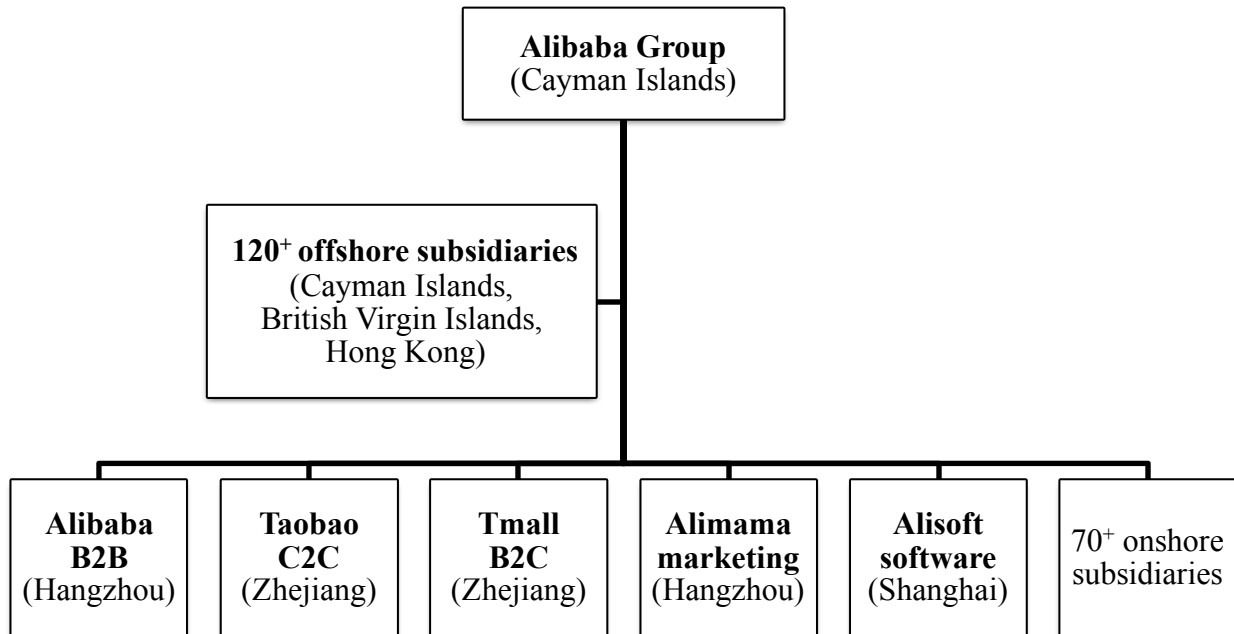 Alibaba Group
(Cayman Islands)
120⁺ offshore subsidiaries
(Cayman Islands,
British Virgin Islands,
Hong Kong)
Alibaba
B2B
(Hangzhou)
Taobao
C2C
(Zhejiang)
Tmall
B2C
(Zhejiang)
Alimama
marketing
(Hangzhou)
Alisoft
software
(Shanghai)
70⁺ onshore
subsidiaries